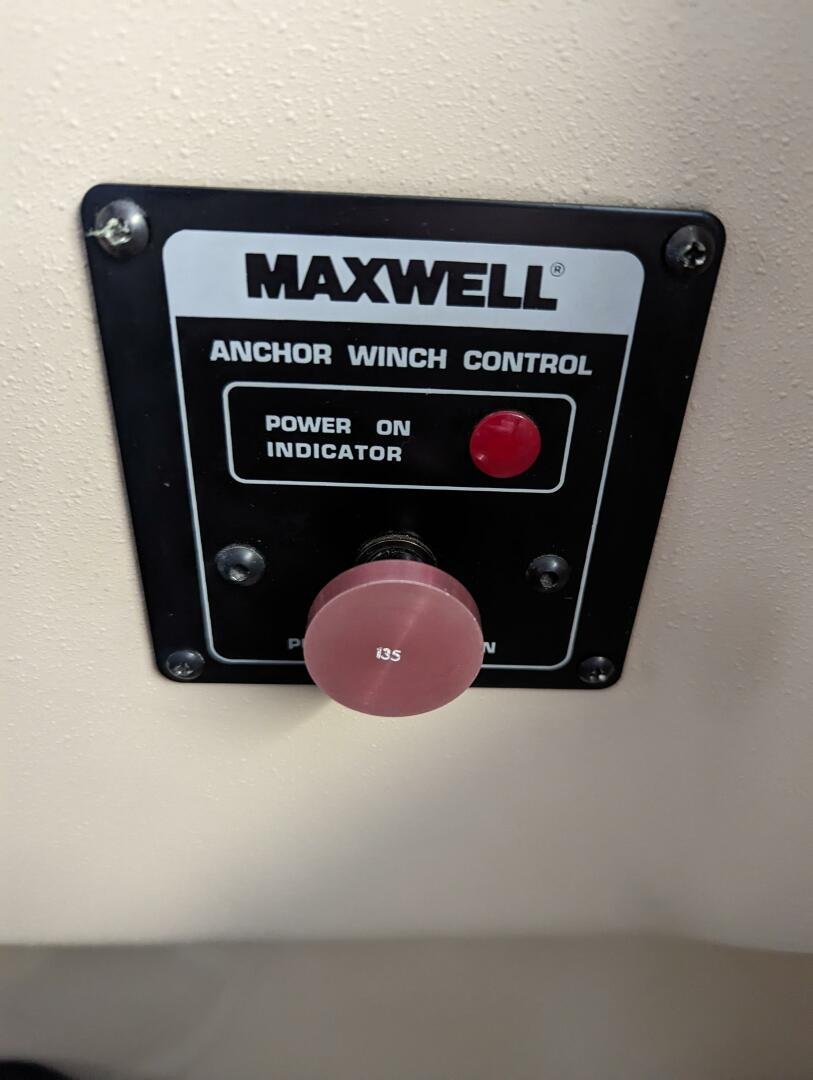 MAXWELL®
ANCHOR WINCH CONTROL
POWER ON
INDICATOR
135